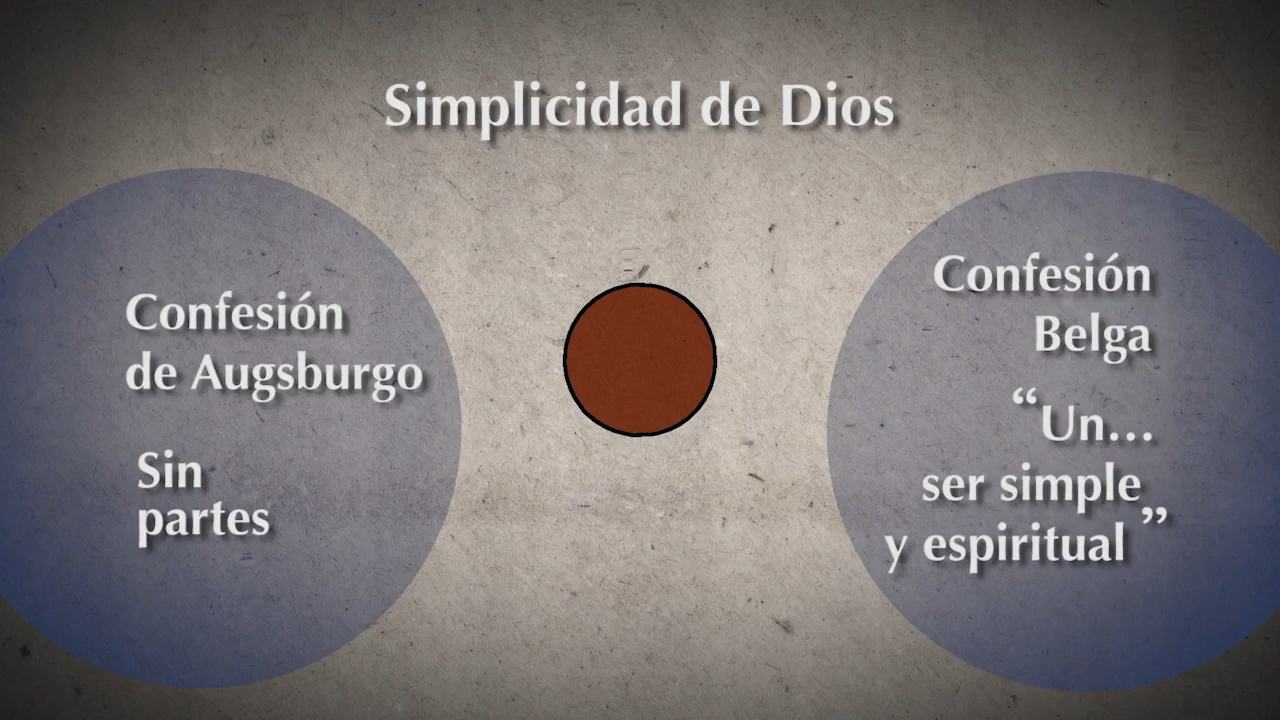 Simplicidad de Dios
Confesión
de Augsburgo
Sin
partes
Confesión
Belga
“Un...
ser simple
y espiritual”